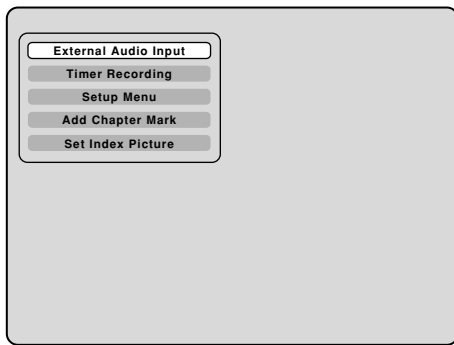 External Audio Input
Timer Recording
Setup Menu
Add Chapter Mark
Set Index Picture